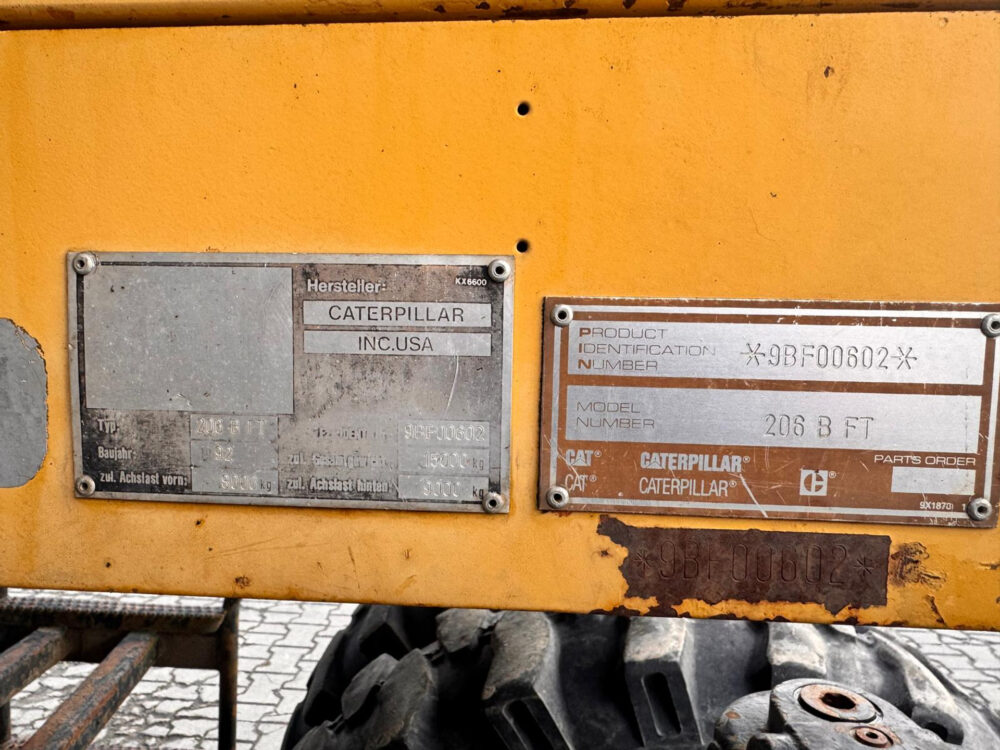 Hersteller: KX6600
CATERPILLAR
INC.USA
Typ: 206 B FT 9BF00602
Baujahr: 92 zul. Gesamtgewicht: 15000 kg
zul. Achslast vorn: 9000 kg zul. Achslast hinten: 9000 kg
PRODUCT
IDENTIFICATION
NUMBER
*9BF00602*
MODEL
NUMBER
206 B FT
CAT® CATERPILLAR®
CAT® CATERPILLAR®
PARTS ORDER
*9BF00602*